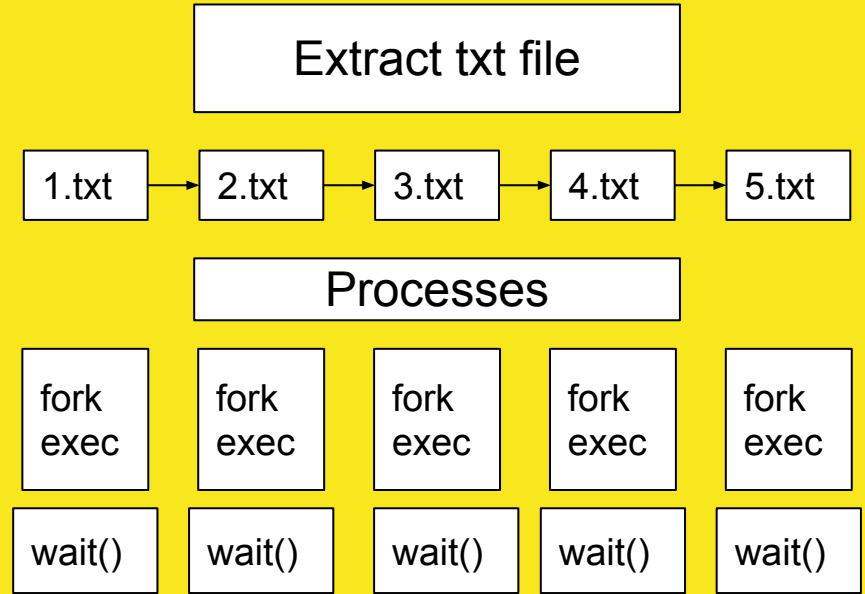 Extract txt file
1.txt
2.txt
3.txt
4.txt
5.txt
Processes
fork
exec
fork
exec
fork
exec
fork
exec
fork
exec
wait()
wait()
wait()
wait()
wait()